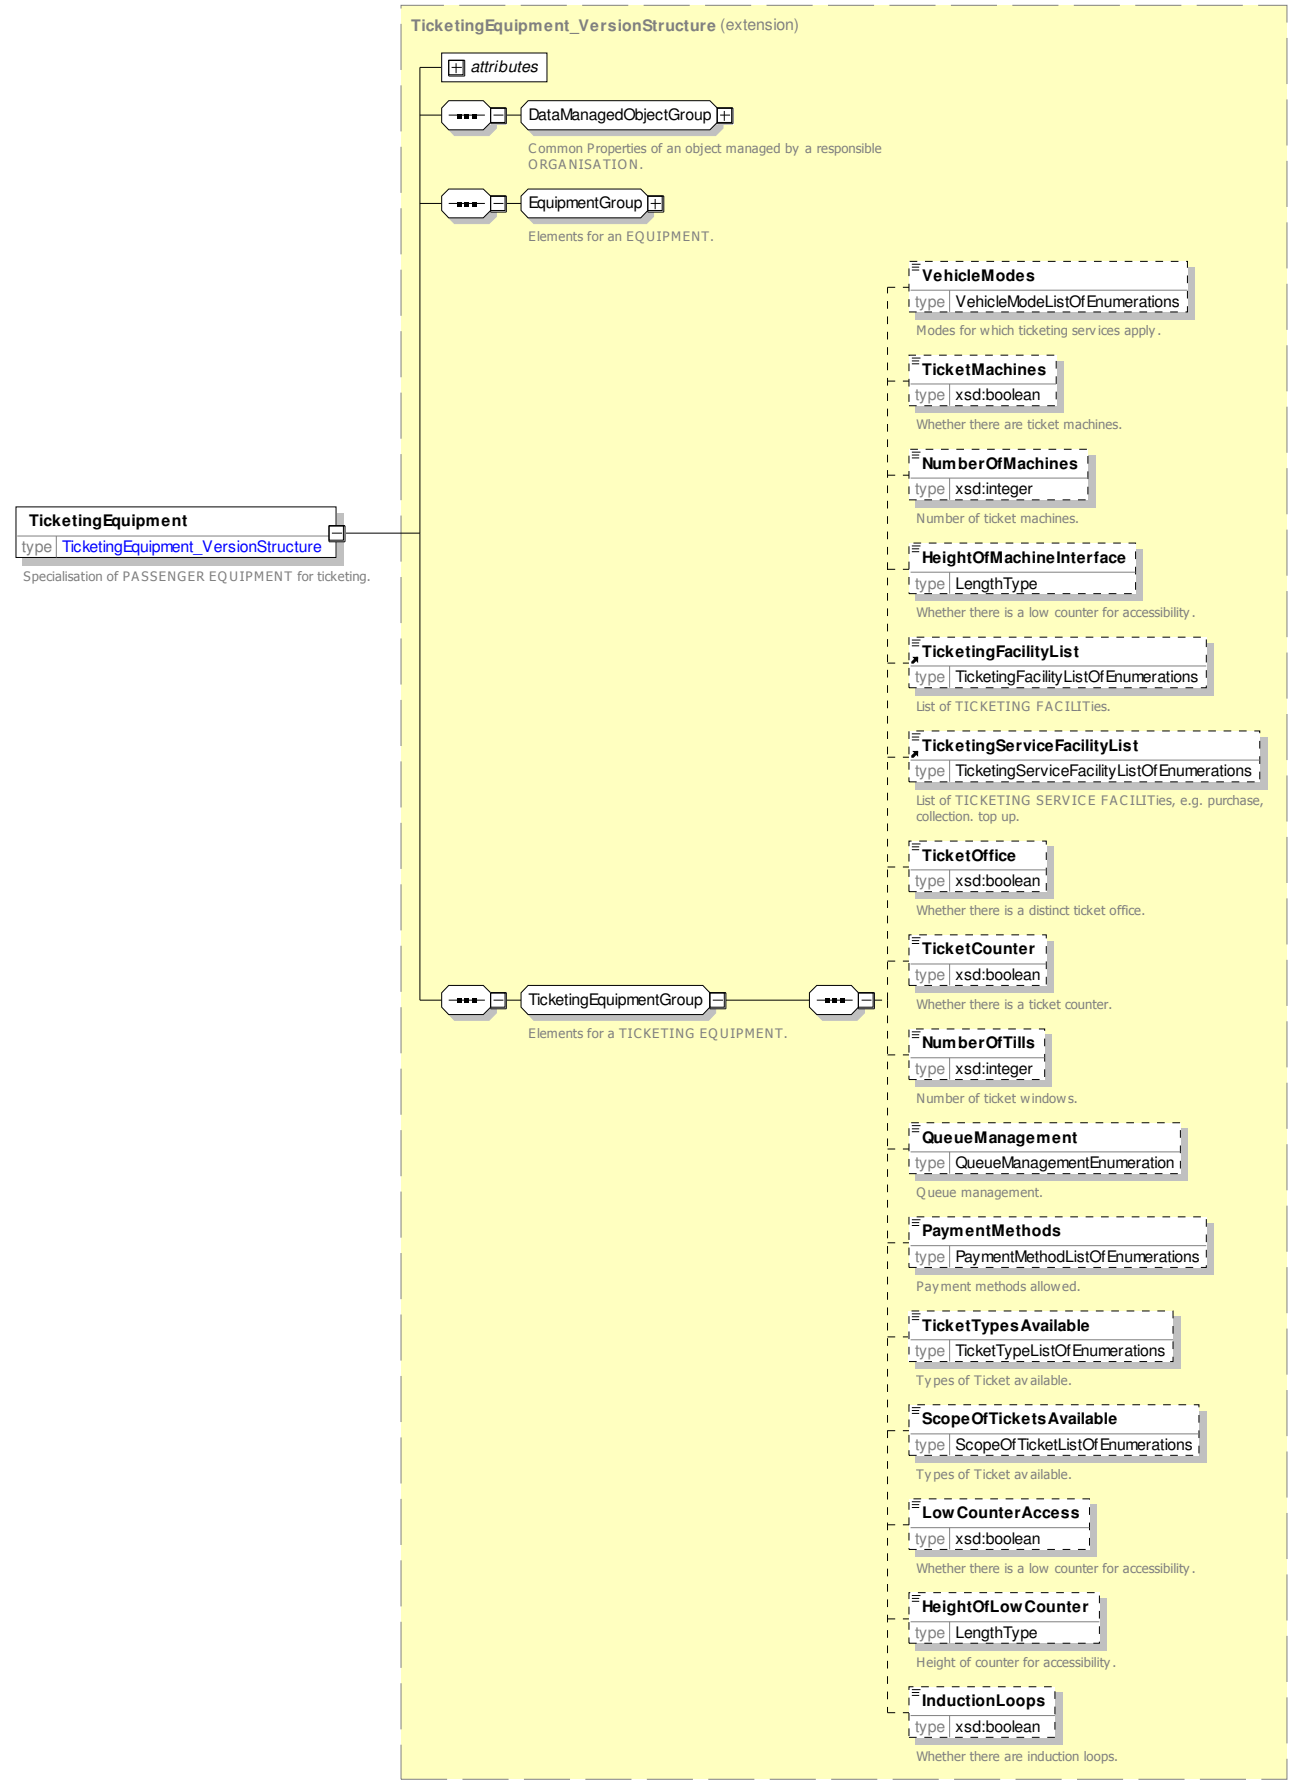 TicketingEquipment_VersionStructure (extension)
attributes
DataManagedObjectGroup
Common Properties of an object managed by a responsible
ORGANISATION.
EquipmentGroup
Elements for an EQUIPMENT.
VehicleModes
type VehicleModeListOfEnumerations
Modes for which ticketing services apply.
TicketMachines
type xsd:boolean
Whether there are ticket machines.
NumberOfMachines
type xsd:integer
Number of ticket machines.
TicketingEquipment
type TicketingEquipment_VersionStructure
Specialisation of PASSENGER EQUIPMENT for ticketing.
HeightOfMachineInterface
type LengthType
Whether there is a low counter for accessibility.
TicketingFacilityList
type TicketingFacilityListOfEnumerations
List of TICKETING FACILITies.
TicketingServiceFacilityList
type TicketingServiceFacilityListOfEnumerations
List of TICKETING SERVICE FACILITies, e.g. purchase,
collection. top up.
TicketOffice
type xsd:boolean
Whether there is a distinct ticket office.
TicketCounter
type xsd:boolean
Whether there is a ticket counter.
TicketingEquipmentGroup
Elements for a TICKETING EQUIPMENT.
NumberOfTills
type xsd:integer
Number of ticket windows.
QueueManagement
type QueueManagementEnumeration
Queue management.
PaymentMethods
type PaymentMethodListOfEnumerations
Payment methods allowed.
TicketTypesAvailable
type TicketTypeListOfEnumerations
Types of Ticket available.
ScopeOfTicketsAvailable
type ScopeOfTicketListOfEnumerations
Types of Ticket available.
LowCounterAccess
type xsd:boolean
Whether there is a low counter for accessibility.
HeightOfLowCounter
type LengthType
Height of counter for accessibility.
InductionLoops
type xsd:boolean
Whether there are induction loops.